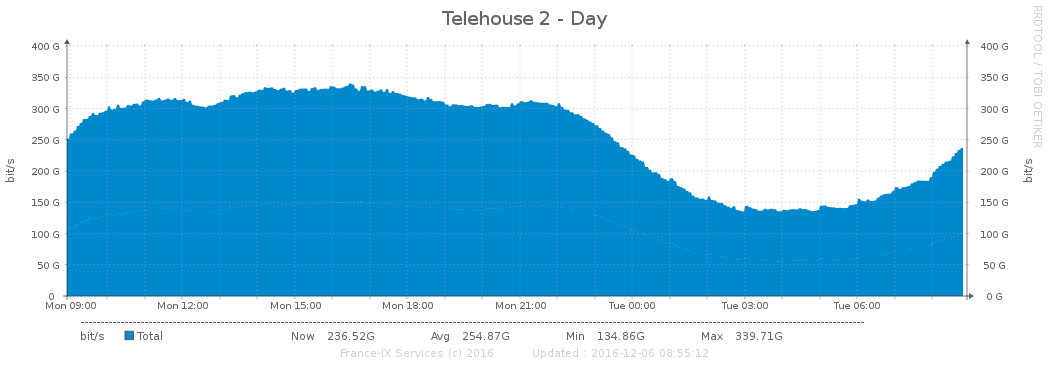 Telehouse 2 - Day
RRDTOOL / TOBI OETIKER
400 G 400 G
350 G 350 G
300 G 300 G
250 G 250 G
200 G 200 G
150 G 150 G
100 G 100 G
50 G 50 G
0 0 G
bit/s bit/s
Mon 09:00 Mon 12:00 Mon 15:00 Mon 18:00 Mon 21:00 Tue 00:00 Tue 03:00 Tue 06:00
bit/s Total Now 236.52G Avg 254.87G Min 134.86G Max 339.71G
France-IX Services (c) 2016 Updated : 2016-12-06 08:55:12